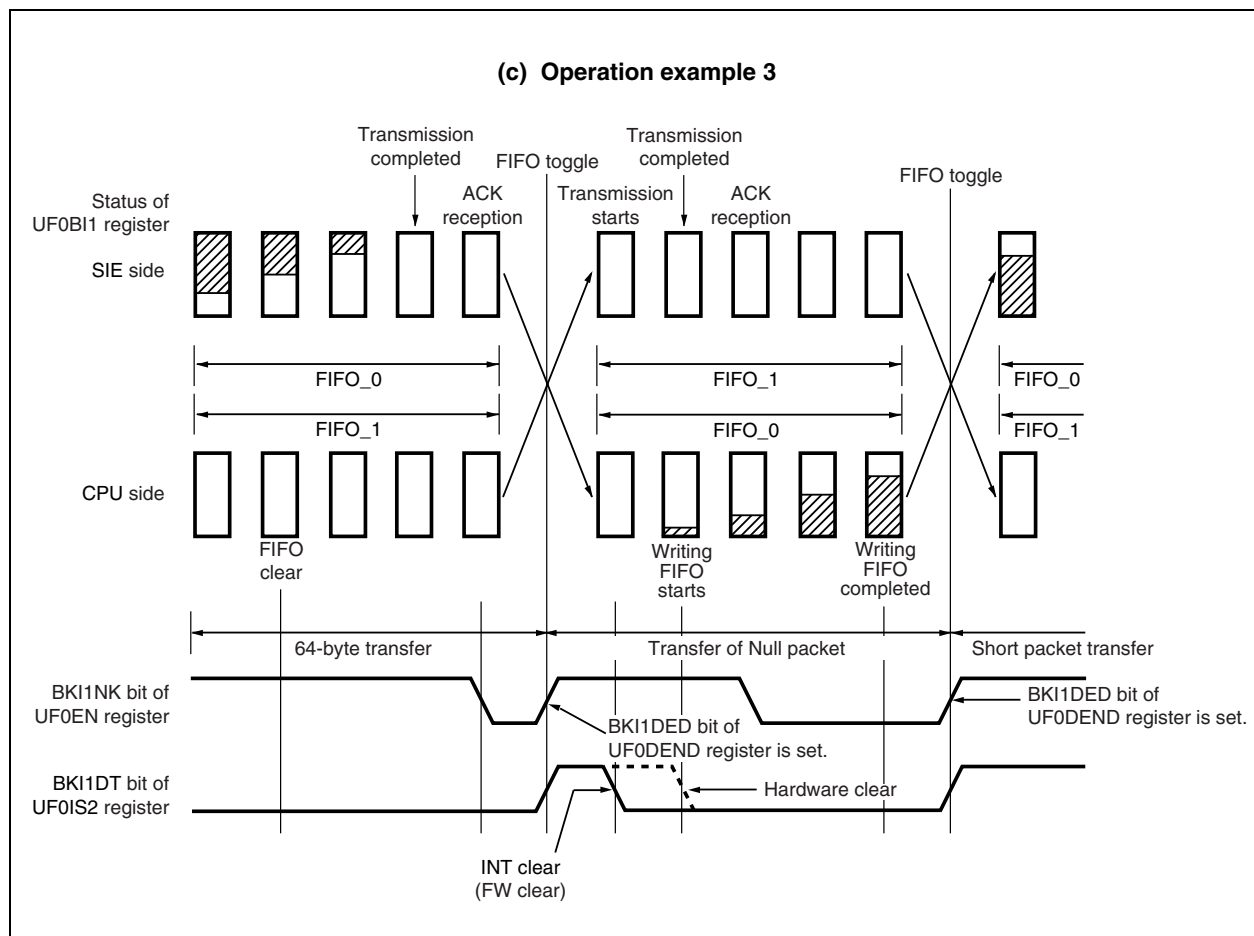 (c) Operation example 3
Transmission
completed
FIFO toggle
Transmission
completed
FIFO toggle
Status of
UF0BI1 register
ACK
reception
Transmission
starts
ACK
reception
SIE side
FIFO_0
FIFO_1
FIFO_0
FIFO_1
FIFO_0
FIFO_1
CPU side
FIFO
clear
Writing
FIFO
starts
Writing
FIFO
completed
64-byte transfer
Transfer of Null packet
Short packet transfer
BKI1NK bit of
UF0EN register
BKI1DED bit of
UF0DEND register is set.
BKI1DED bit of
UF0DEND register is set.
BKI1DT bit of
UF0IS2 register
Hardware clear
INT clear
(FW clear)